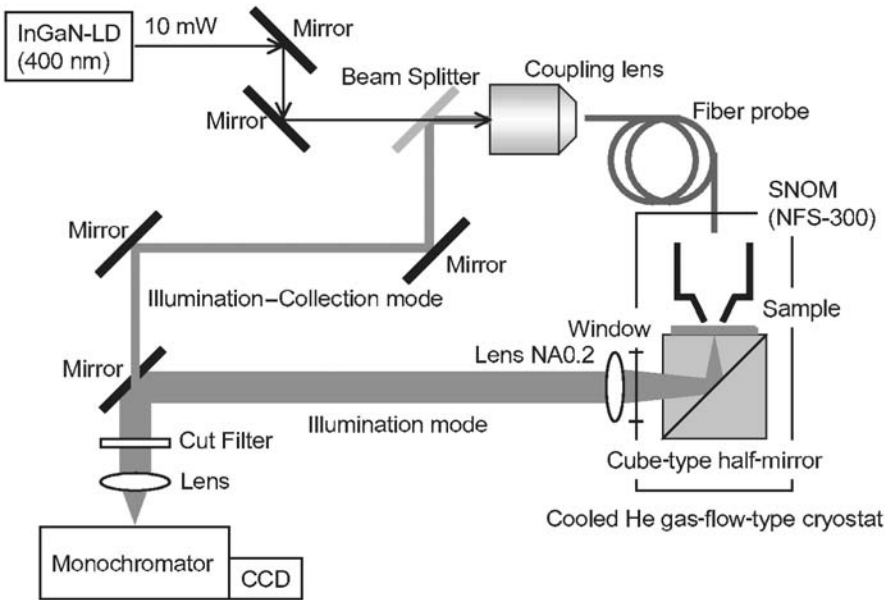 InGaN-LD
(400 nm)
10 mW
Mirror
Beam Splitter
Coupling lens
Mirror
Fiber probe
SNOM
(NFS-300)
Mirror
Mirror
Illumination–Collection mode
Sample
Window
Lens NA0.2
Mirror
Illumination mode
Cut Filter
Cube-type half-mirror
Lens
Cooled He gas-flow-type cryostat
Monochromator
CCD